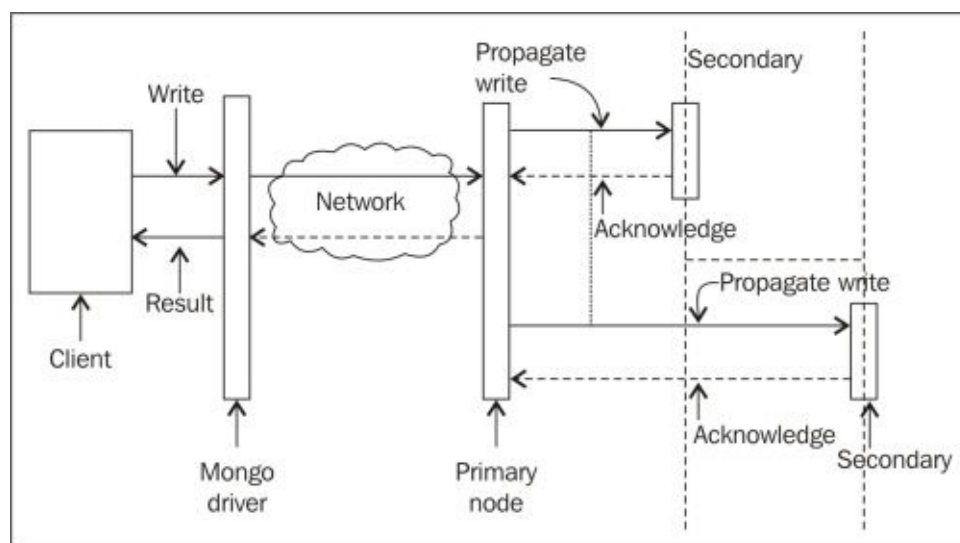 Propagate
write
Secondary
Write
Network
Acknowledge
Propagate write
Result
Client
Acknowledge
Mongo
driver
Primary
node
Secondary